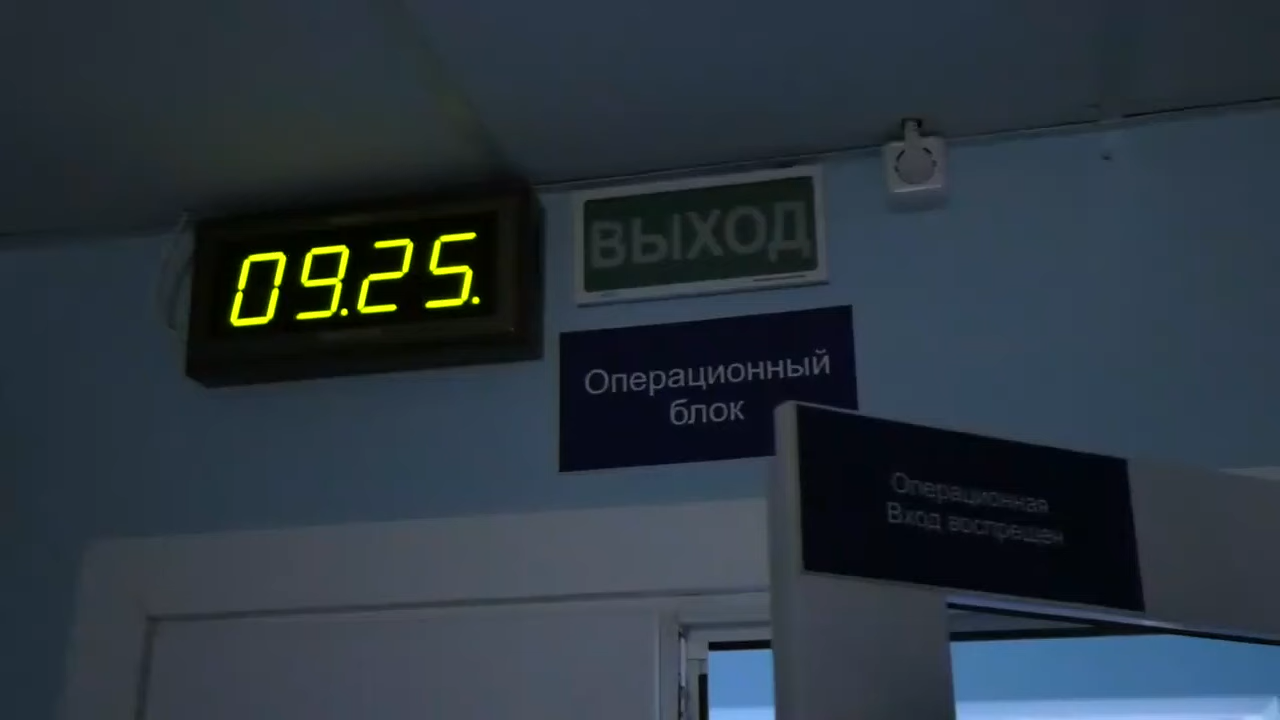 09.25.
ВЫХОД
Операционный
блок
Операционная
Вход воспрещен